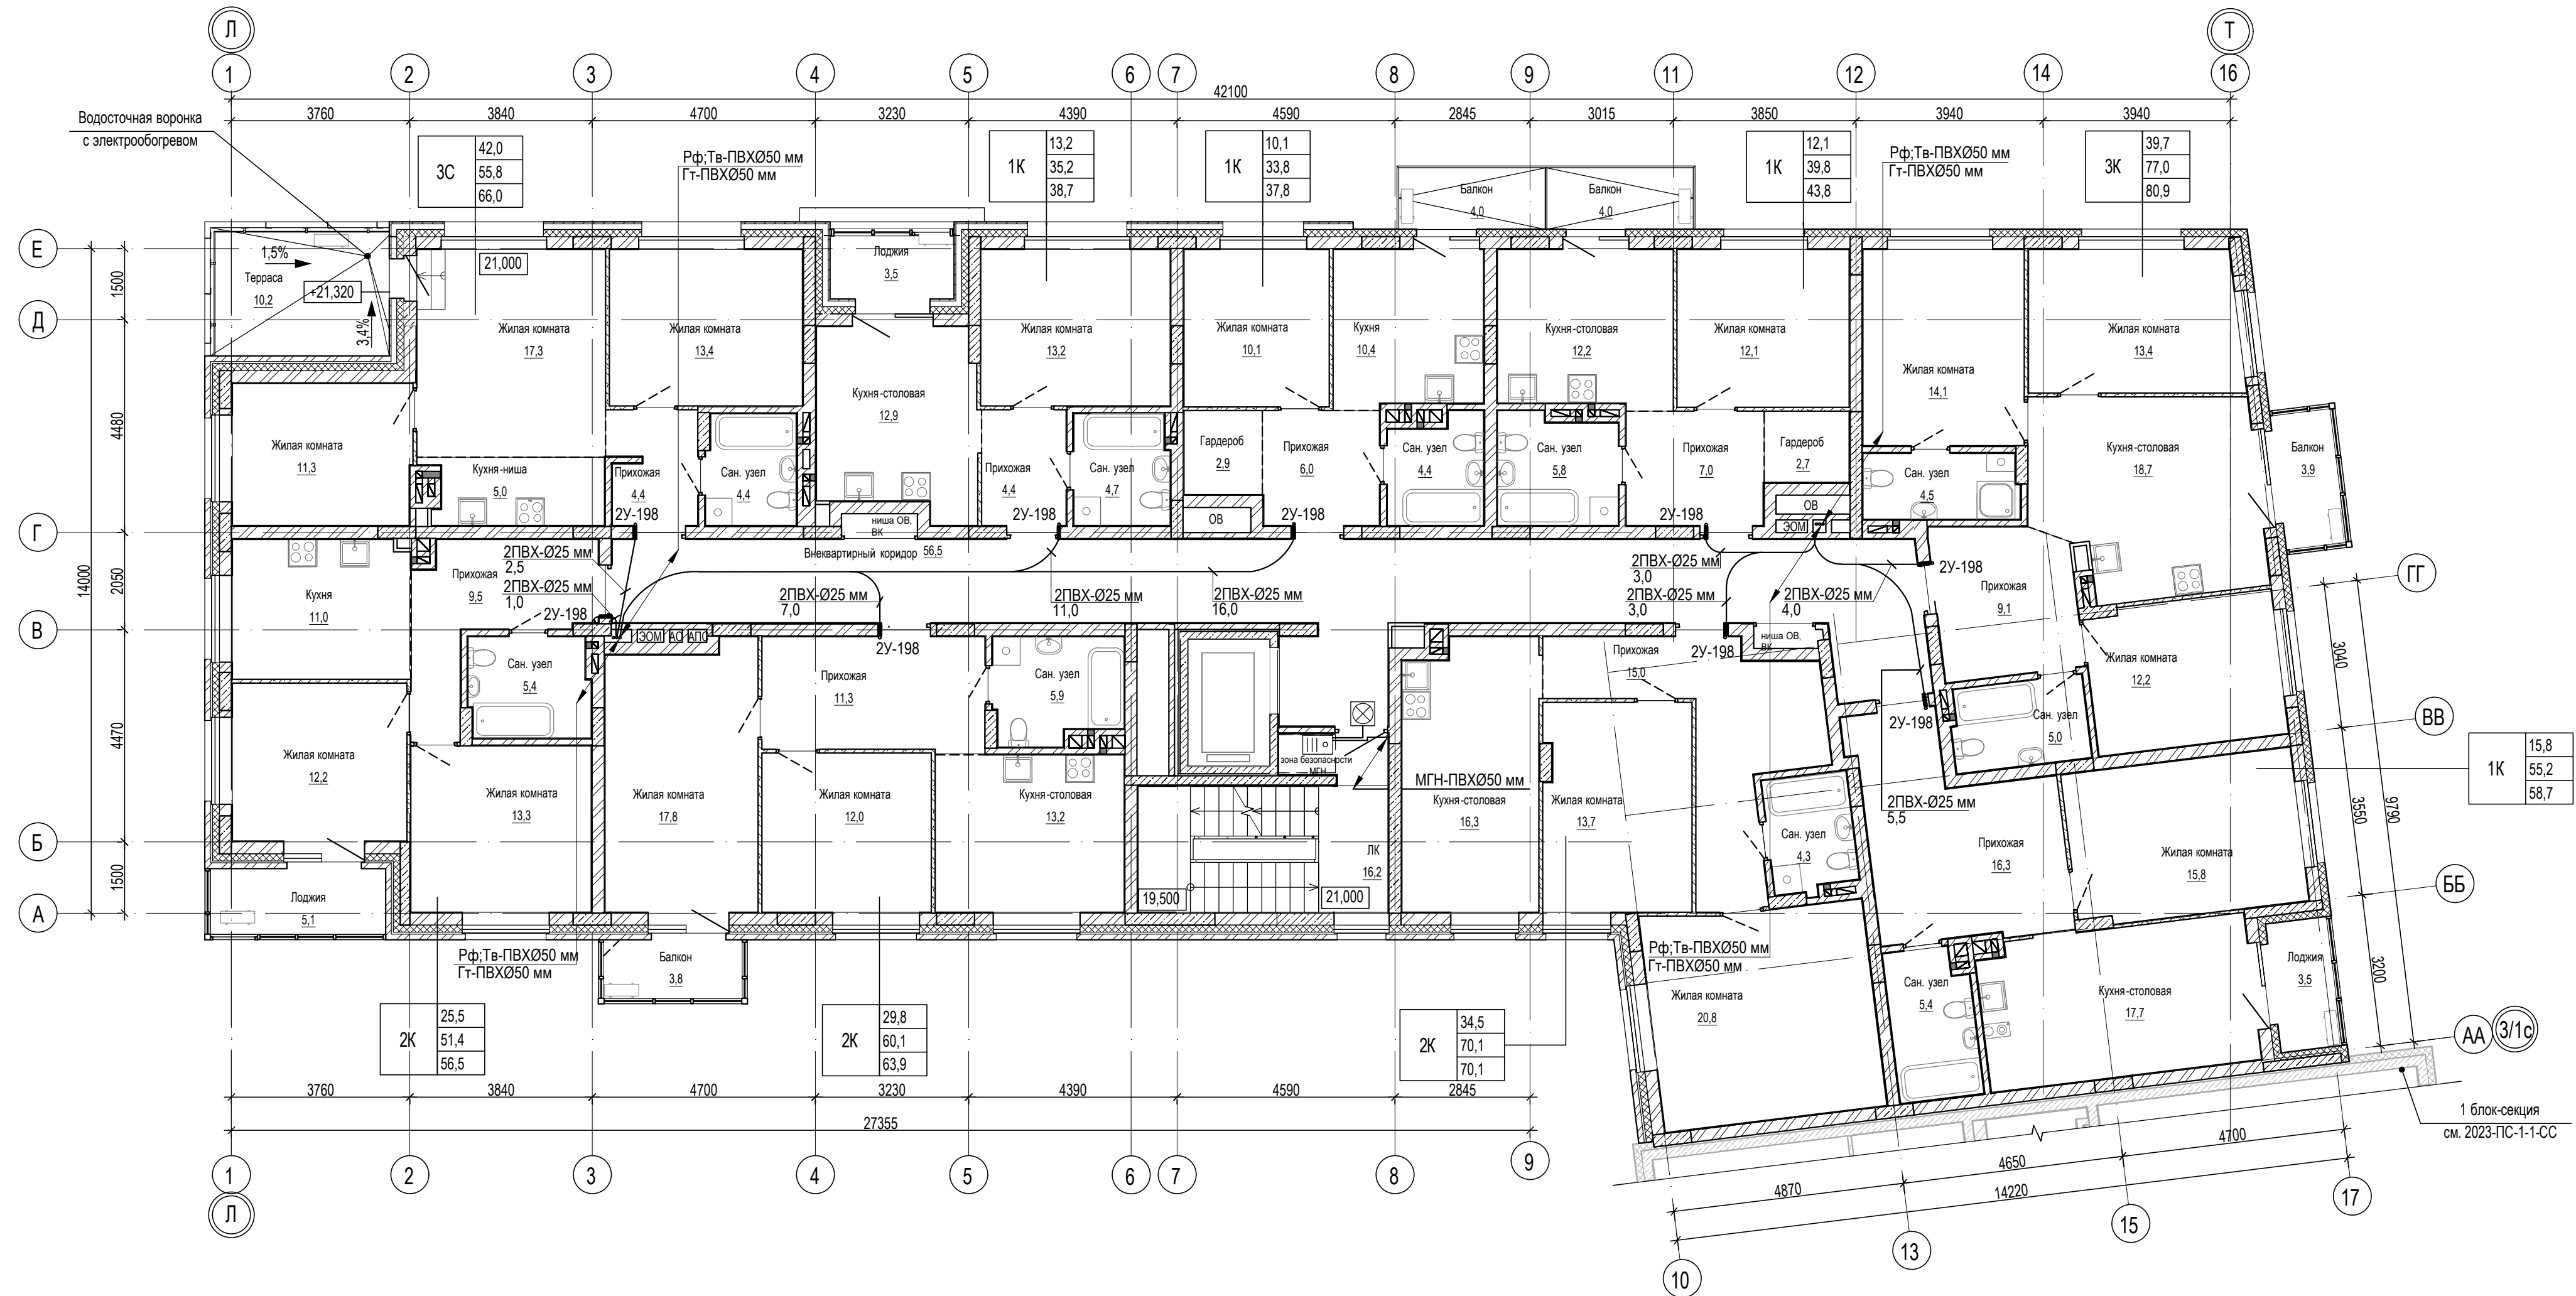 Л
Т
1
2
3
4
5
6
7
8
9
11
12
14
16
42100
3760
3840
4700
3230
4390
4590
2845
3015
3850
3940
3940
Водосточная воронка
с электрообогревом
3С
42,0
55,8
66,0
Рф;Тв-ПВХØ50 мм
Гт-ПВХØ50 мм
1К
13,2
35,2
38,7
1К
10,1
33,8
37,8
1К
12,1
39,8
43,8
Рф;Тв-ПВХØ50 мм
Гт-ПВХØ50 мм
3К
39,7
77,0
80,9
Балкон
4,0
Балкон
4,0
Е
Д
Г
В
Б
А
14000
1500
4480
2050
4470
1500
1,5%
Терраса
10,2
+21,320
3,4%
21,000
Лоджия
3,5
Жилая комната
17,3
Жилая комната
13,4
Жилая комната
13,2
Жилая комната
10,1
Кухня
10,4
Кухня-столовая
12,2
Жилая комната
12,1
Жилая комната
14,1
Жилая комната
13,4
Кухня-столовая
12,9
Жилая комната
11,3
Кухня-ниша
5,0
Прихожая
4,4
Сан. узел
4,4
Прихожая
4,4
Сан. узел
4,7
Гардероб
2,9
Прихожая
6,0
Сан. узел
4,4
Сан. узел
5,8
Прихожая
7,0
Гардероб
2,7
Сан. узел
4,5
Кухня-столовая
18,7
Балкон
3,9
2У-198
ниша ОВ,
ВК
2У-198
ОВ
2У-198
2У-198
ОВ
ЭОМ
Внеквартирный коридор 56,5
2ПВХ-Ø25 мм
2,5
2ПВХ-Ø25 мм
1,0
2ПВХ-Ø25 мм
7,0
2ПВХ-Ø25 мм
11,0
2ПВХ-Ø25 мм
16,0
2ПВХ-Ø25 мм
3,0
2ПВХ-Ø25 мм
3,0
2ПВХ-Ø25 мм
4,0
2У-198
Прихожая
9,1
ГГ
Кухня
11,0
Прихожая
9,5
ЭОМ
АС
АПС
2У-198
2У-198
ниша ОВ,
ВК
Сан. узел
5,4
Прихожая
11,3
Сан. узел
5,9
Прихожая
15,0
Жилая комната
12,2
3040
ВВ
2У-198
Сан. узел
5,0
Жилая комната
12,2
Жилая комната
13,3
Жилая комната
17,8
Жилая комната
12,0
Кухня-столовая
13,2
зона безопасности
МГН
МГН-ПВХØ50 мм
Кухня-столовая
16,3
Жилая комната
13,7
2ПВХ-Ø25 мм
5,5
Сан. узел
4,3
Прихожая
16,3
Жилая комната
15,8
1К
15,8
55,2
58,7
3550
9790
ББ
3200
ЛК
16,2
19,500
21,000
Лоджия
5,1
Рф;Тв-ПВХØ50 мм
Гт-ПВХØ50 мм
Балкон
3,8
Рф;Тв-ПВХØ50 мм
Гт-ПВХØ50 мм
Жилая комната
20,8
Сан. узел
5,4
Кухня-столовая
17,7
Лоджия
3,5
АА
3/1с
2К
25,5
51,4
56,5
2К
29,8
60,1
63,9
2К
34,5
70,1
70,1
3760
3840
4700
3230
4390
4590
2845
27355
1 блок-секция
см. 2023-ПС-1-1-СС
4870
4650
4700
14220
1
2
3
4
5
6
7
8
9
10
13
15
17
Л